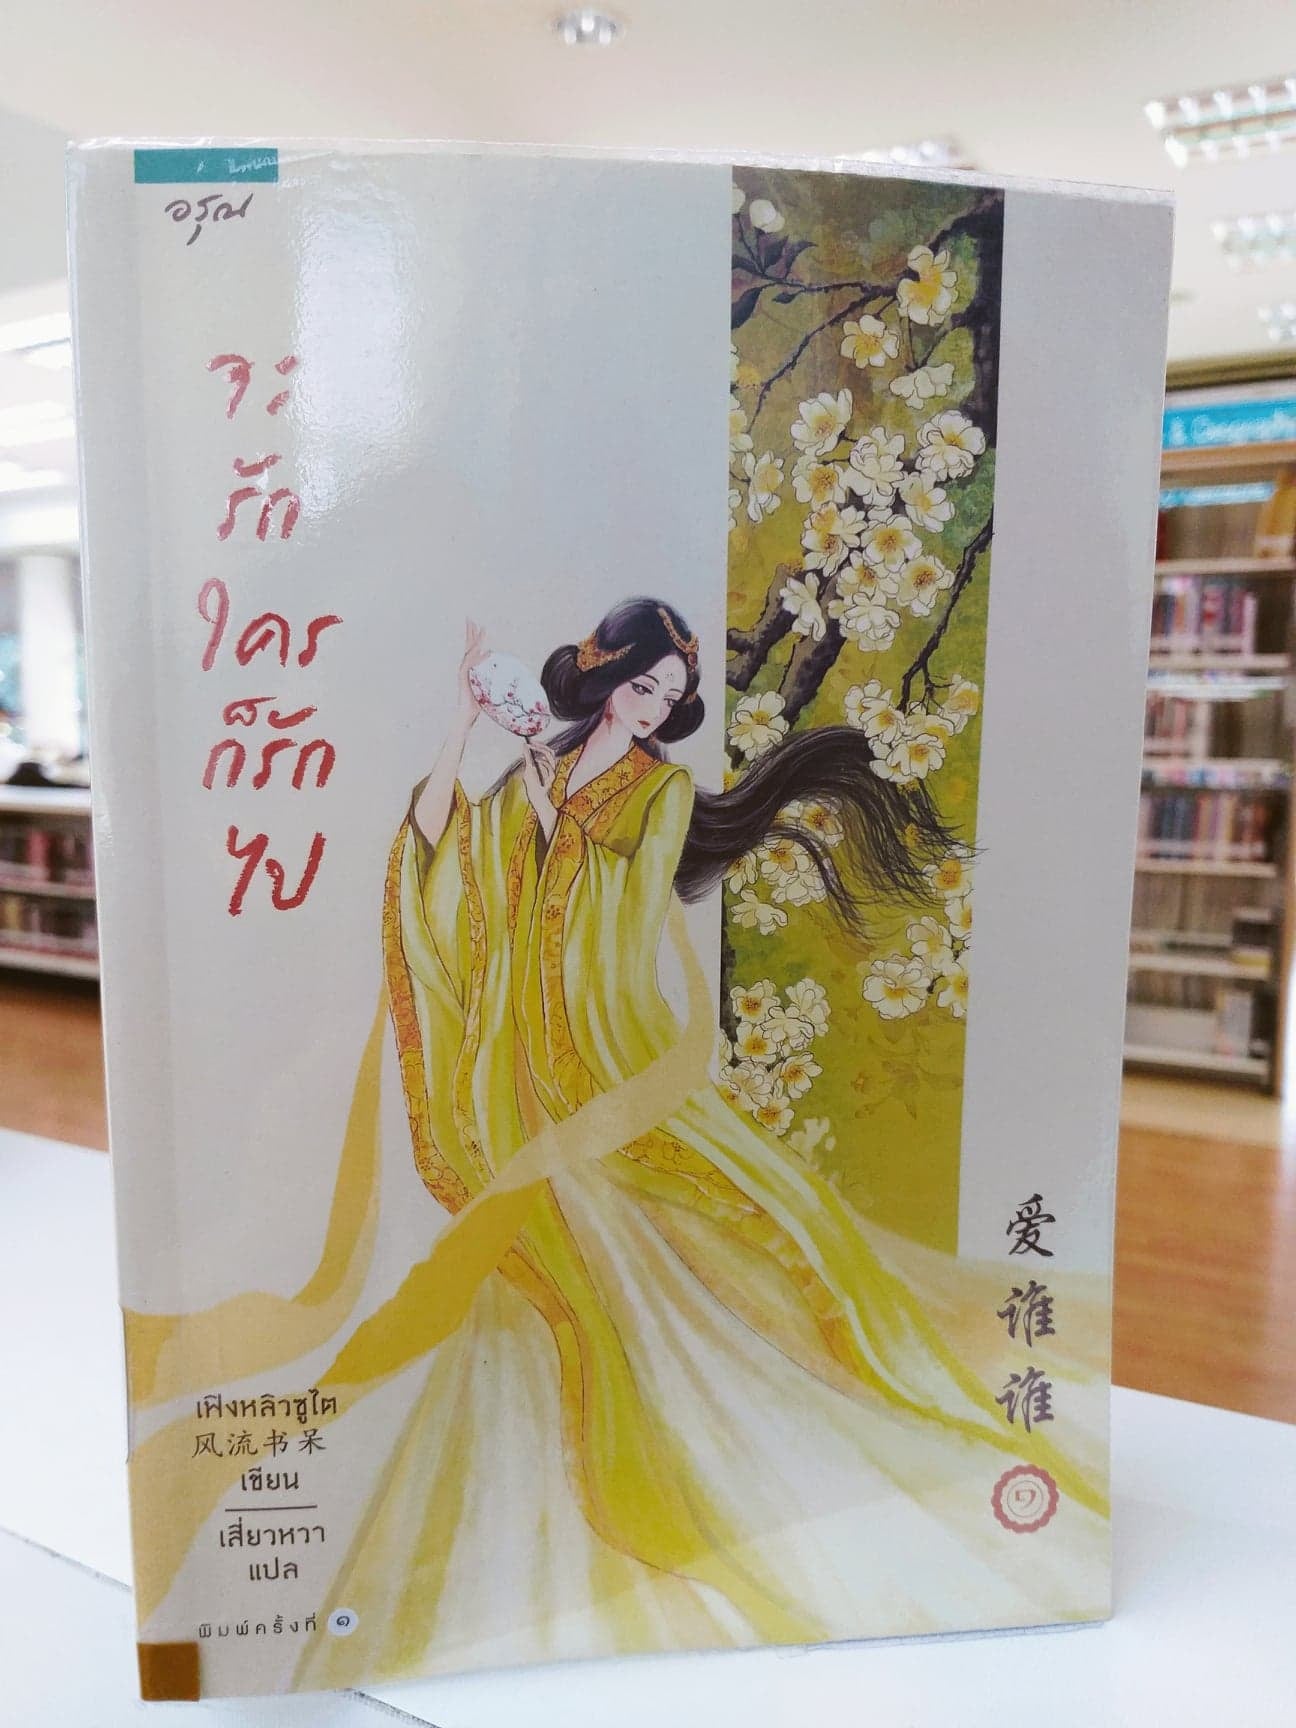 อรุณ
จะ
รัก
ใคร
ก็รัก
ไป
爱
谁
谁
๑
เฟิงหลิวซูไต
风流书呆
เขียน
เสี่ยวหวา
แปล
พิมพ์ครั้งที่ ๑